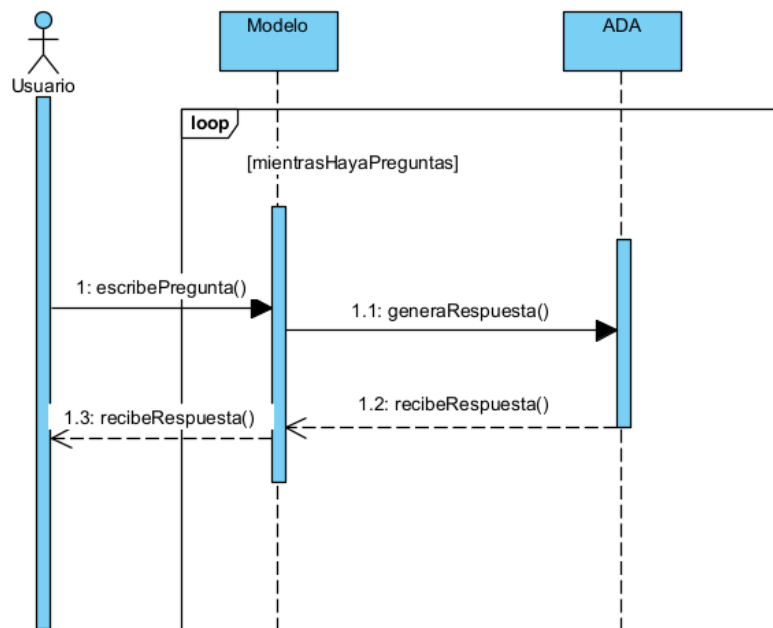 Modelo
ADA
Usuario
loop
[mientrasHayaPreguntas]
1: escribePregunta()
1.1: generaRespuesta()
1.2: recibeRespuesta()
1.3: recibeRespuesta()